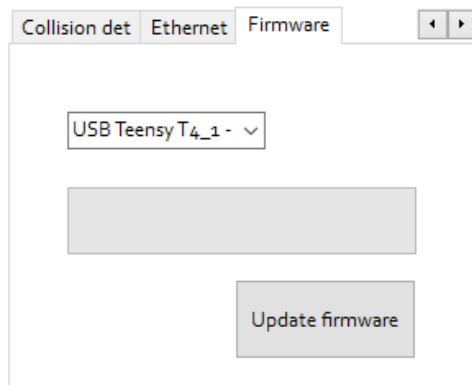 Collision det Ethernet Firmware
USB Teensy T4_1 -
Update firmware